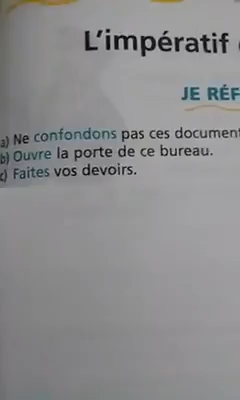 L'impératif
JE RÉF
a) Ne confondons pas ces document
b) Ouvre la porte de ce bureau.
c) Faites vos devoirs.